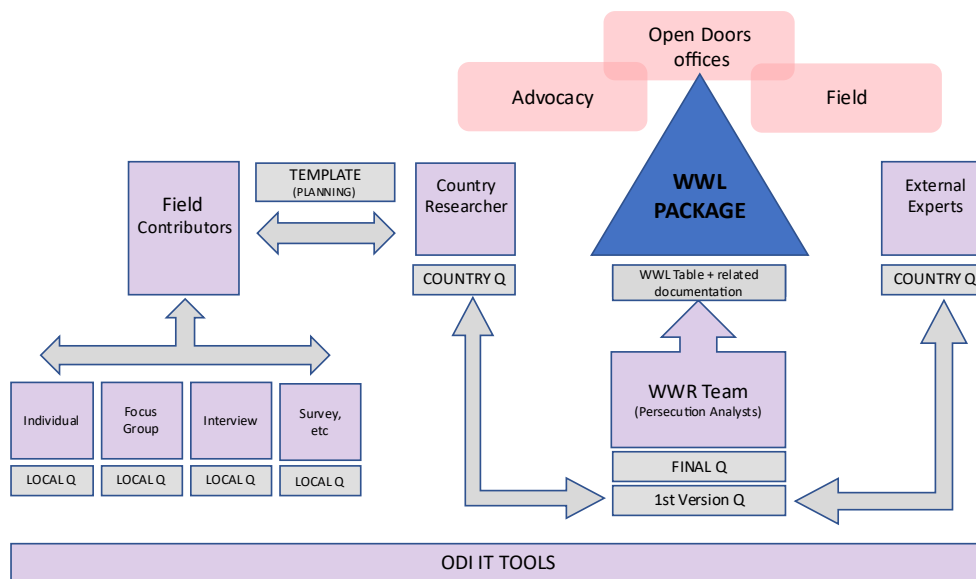 Open Doors
offices
Advocacy
Field
WWL
PACKAGE
Field
Contributors
TEMPLATE
(PLANNING)
Country
Researcher
External
Experts
COUNTRY Q
WWL Table + related
documentation
COUNTRY Q
WWR Team
(Persecution Analysts)
Individual
Focus
Group
Interview
Survey,
etc
LOCAL Q
LOCAL Q
LOCAL Q
LOCAL Q
FINAL Q
1st Version Q
ODI IT TOOLS